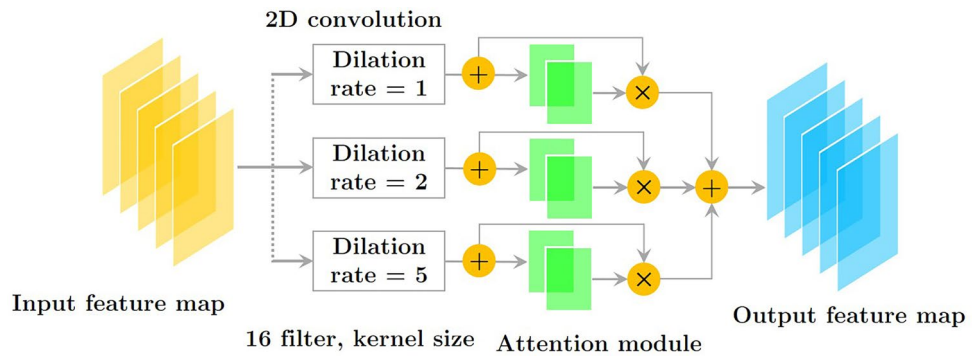 2D convolution
Dilation
rate = 1
+
×
Dilation
rate = 2
+
×
+
Dilation
rate = 5
+
×
Input feature map
Output feature map
16 filter, kernel size
Attention module